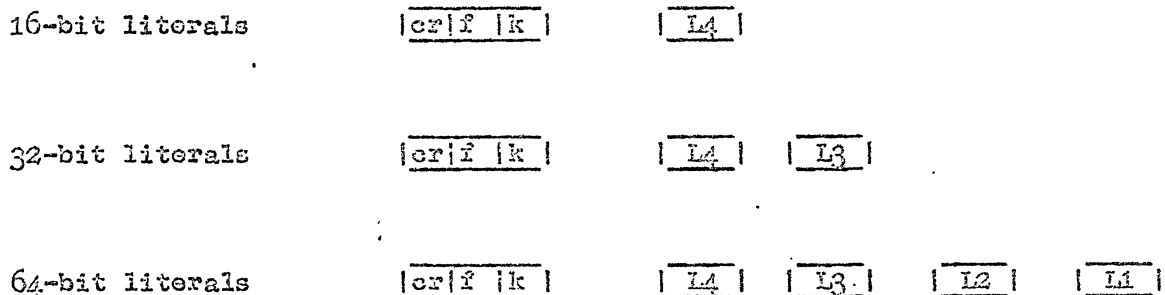 16-bit literals |cr|f |k | | L4 |
32-bit literals |cr|f |k | | L4 | | L3 |
64-bit literals |cr|f |k | | L4 | | L3 | | L2 | | L1 |